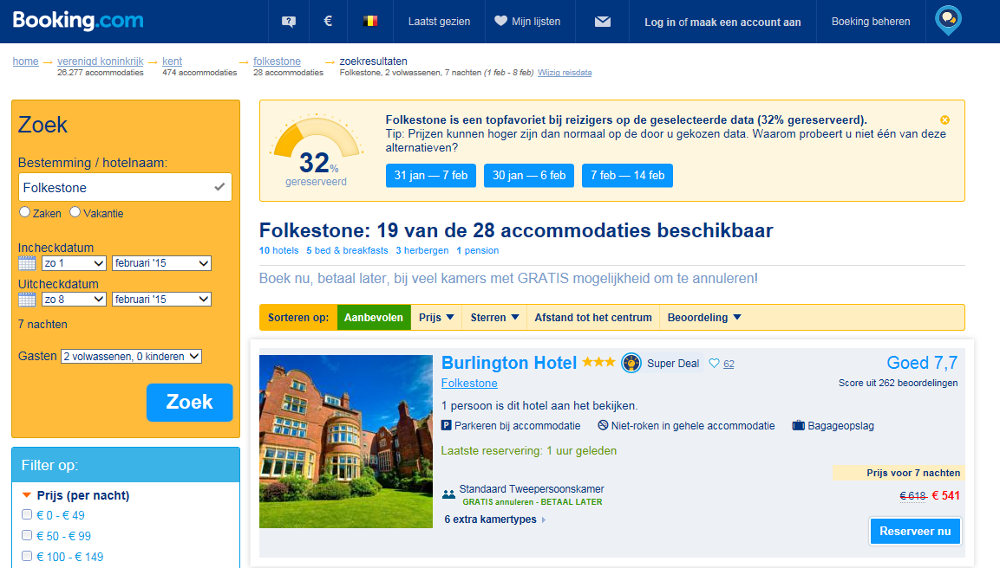 Booking.com
?
€
Laatst gezien
Mijn lijsten
Log in of maak een account aan
Boeking beheren
home → verenigd koninkrijk → kent → folkestone → zoekresultaten
26.277 accommodaties 474 accommodaties 28 accommodaties Folkestone, 2 volwassenen, 7 nachten (1 feb - 8 feb) Wijzig reisdata
Zoek
Bestemming / hotelnaam:
Folkestone
Zaken Vakantie
Incheckdatum
zo 1 februari '15
Uitcheckdatum
zo 8 februari '15
7 nachten
Gasten 2 volwassenen, 0 kinderen
Zoek
Filter op:
Prijs (per nacht)
€ 0 - € 49
€ 50 - € 99
€ 100 - € 149
32%
gereserveerd
Folkestone is een topfavoriet bij reizigers op de geselecteerde data (32% gereserveerd).
Tip: Prijzen kunnen hoger zijn dan normaal op de door u gekozen data. Waarom probeert u niet één van deze
alternatieven?
31 jan — 7 feb 30 jan — 6 feb 7 feb — 14 feb
Folkestone: 19 van de 28 accommodaties beschikbaar
10 hotels 5 bed & breakfasts 3 herbergen 1 pension
Boek nu, betaal later, bij veel kamers met GRATIS mogelijkheid om te annuleren!
Sorteren op: Aanbevolen Prijs ▼ Sterren ▼ Afstand tot het centrum Beoordeling ▼
Burlington Hotel Super Deal 62 Goed 7,7
Folkestone Score uit 262 beoordelingen
1 persoon is dit hotel aan het bekijken.
P Parkeren bij accommodatie Niet-roken in gehele accommodatie Bagageopslag
Laatste reservering: 1 uur geleden
Prijs voor 7 nachten
Standaard Tweepersoonskamer € 618 € 541
GRATIS annuleren - BETAAL LATER
6 extra kamertypes
Reserveer nu